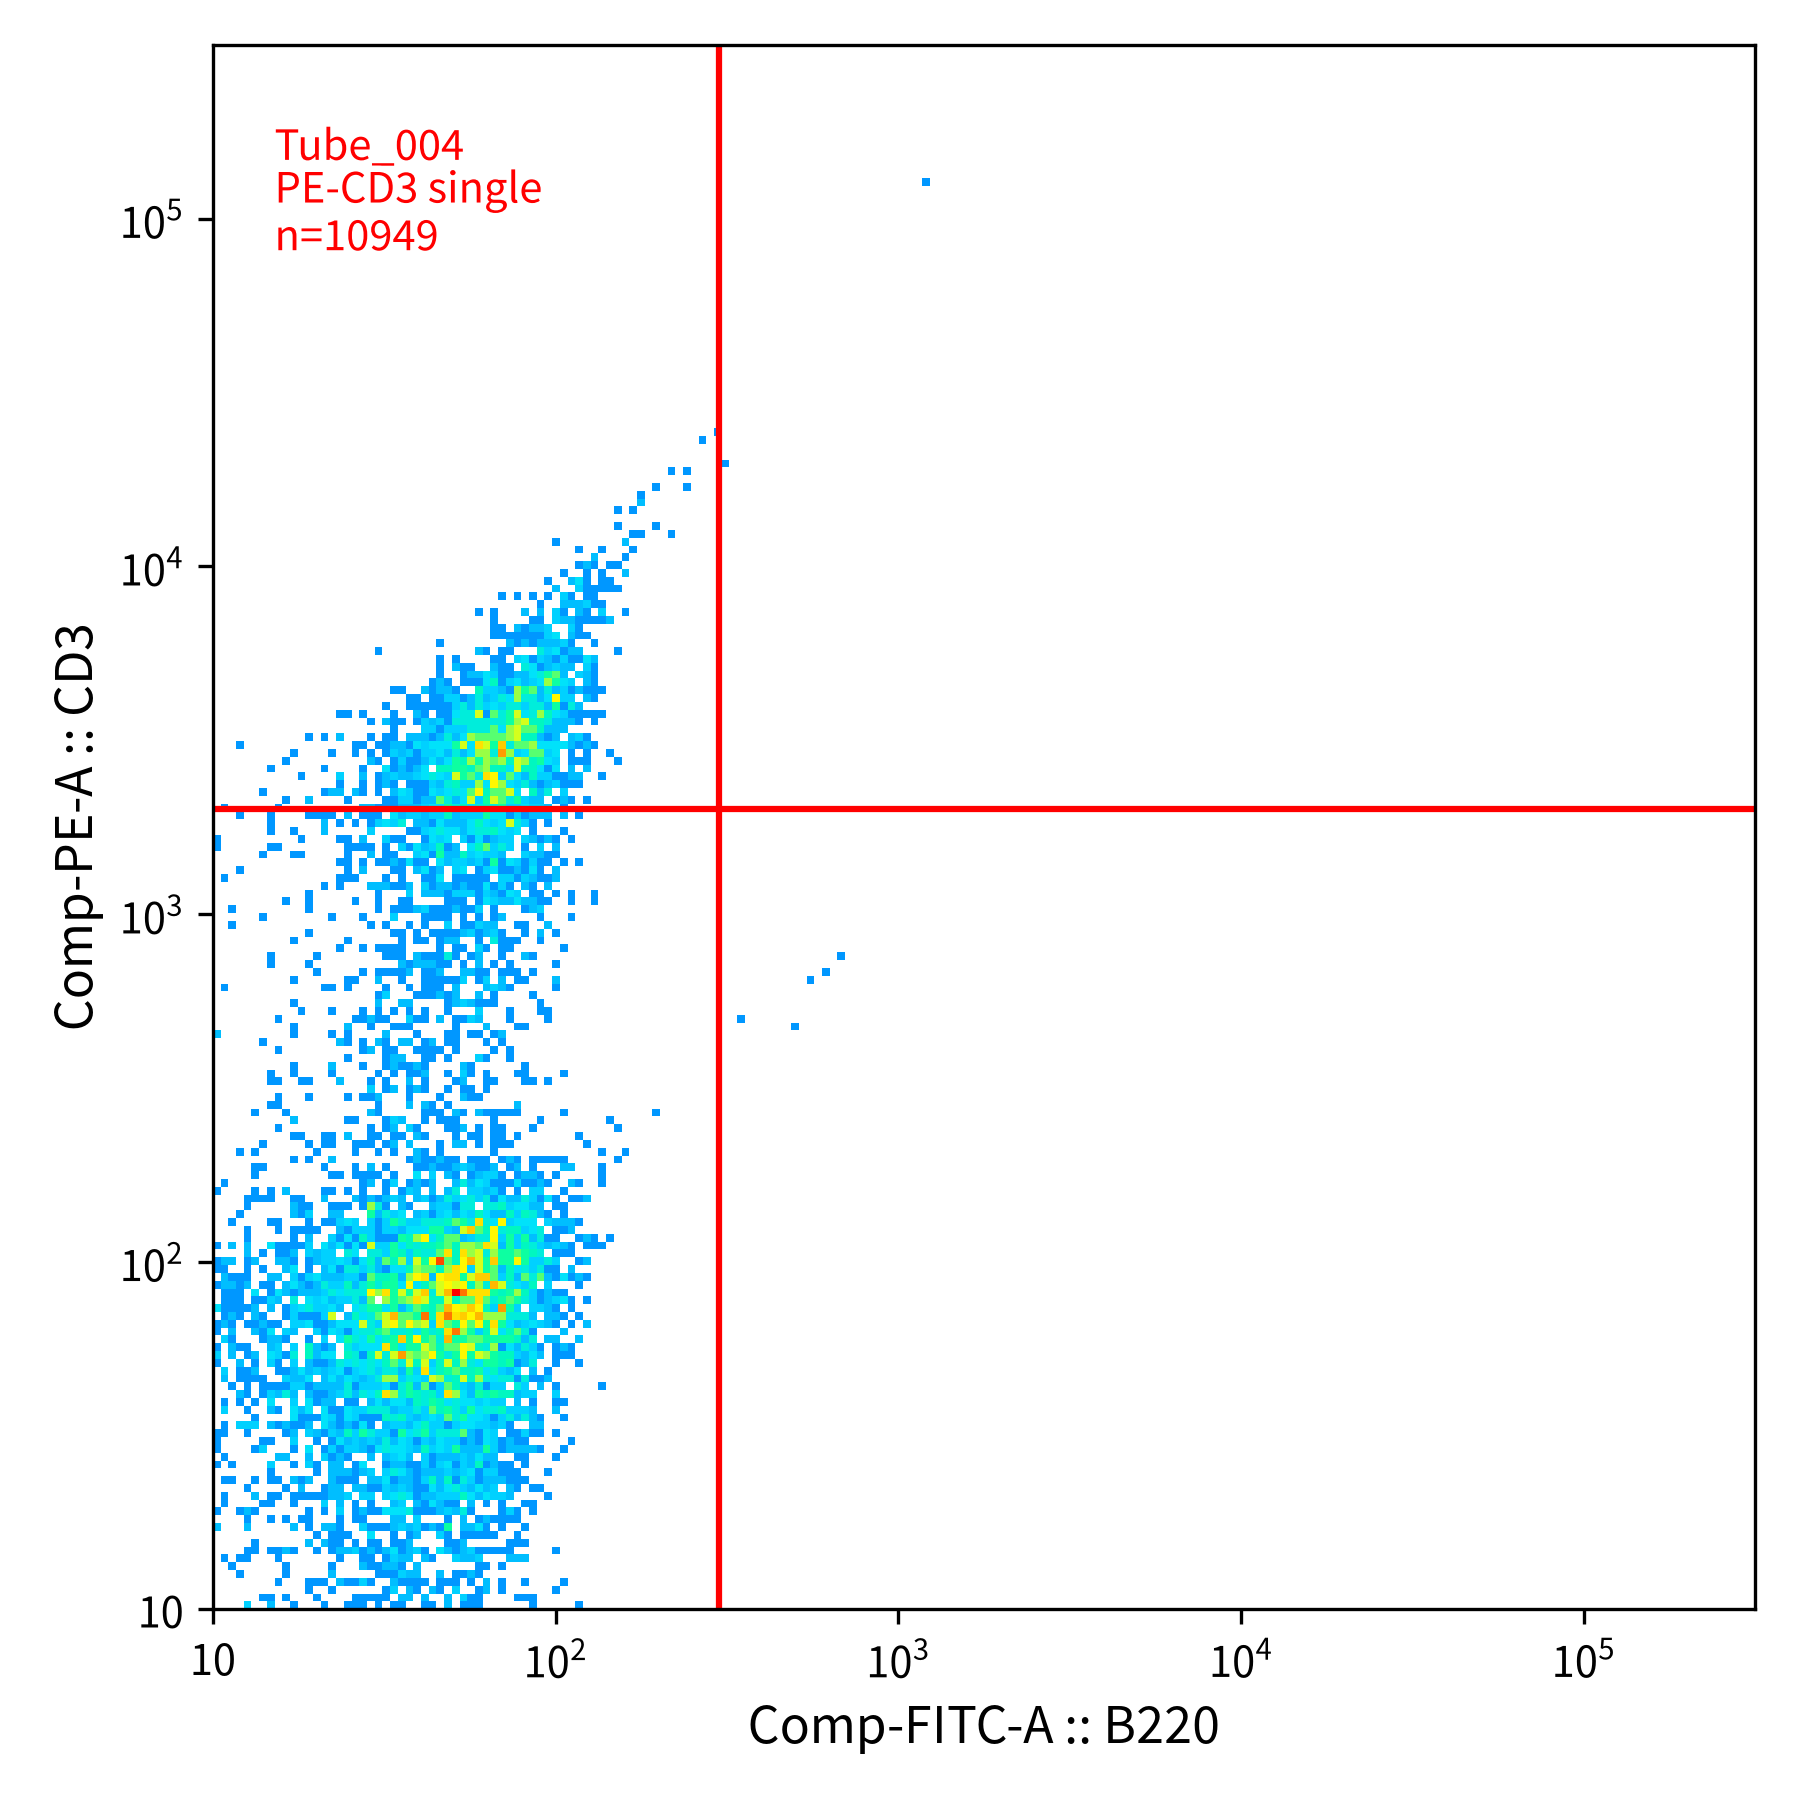 Tube_004
PE-CD3 single
n=10949
10⁵
10⁴
10³
10²
10
Comp-PE-A :: CD3
10
10²
10³
10⁴
10⁵
Comp-FITC-A :: B220